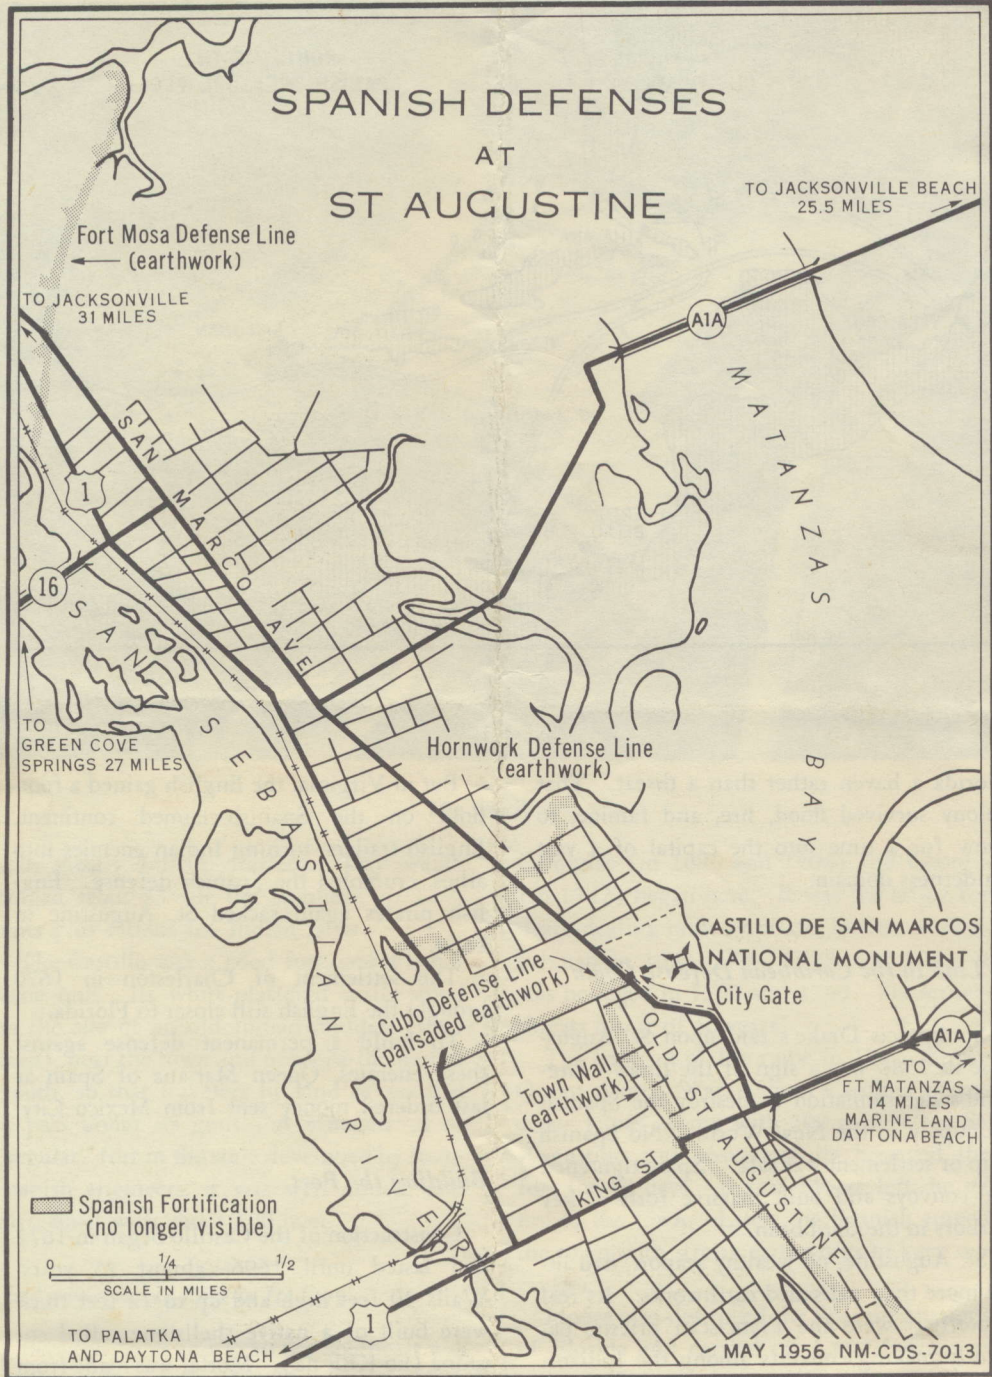 SPANISH DEFENSES
AT
ST AUGUSTINE
TO JACKSONVILLE BEACH
25.5 MILES
Fort Mosa Defense Line
(earthwork)
TO JACKSONVILLE
31 MILES
A1A
MATANZAS BAY
SAN MARCO AVE
1
16
SAN SEBASTIAN RIVER
TO
GREEN COVE
SPRINGS 27 MILES
Hornwork Defense Line
(earthwork)
CASTILLO DE SAN MARCOS
NATIONAL MONUMENT
City Gate
Cubo Defense Line
(palisaded earthwork)
OLD ST AUGUSTINE
Town Wall
(earthwork)
A1A
TO
FT MATANZAS
14 MILES
MARINE LAND
DAYTONA BEACH
KING ST
Spanish Fortification
(no longer visible)
0 1/4 1/2
SCALE IN MILES
1
TO PALATKA
AND DAYTONA BEACH
MAY 1956 NM-CDS-7013